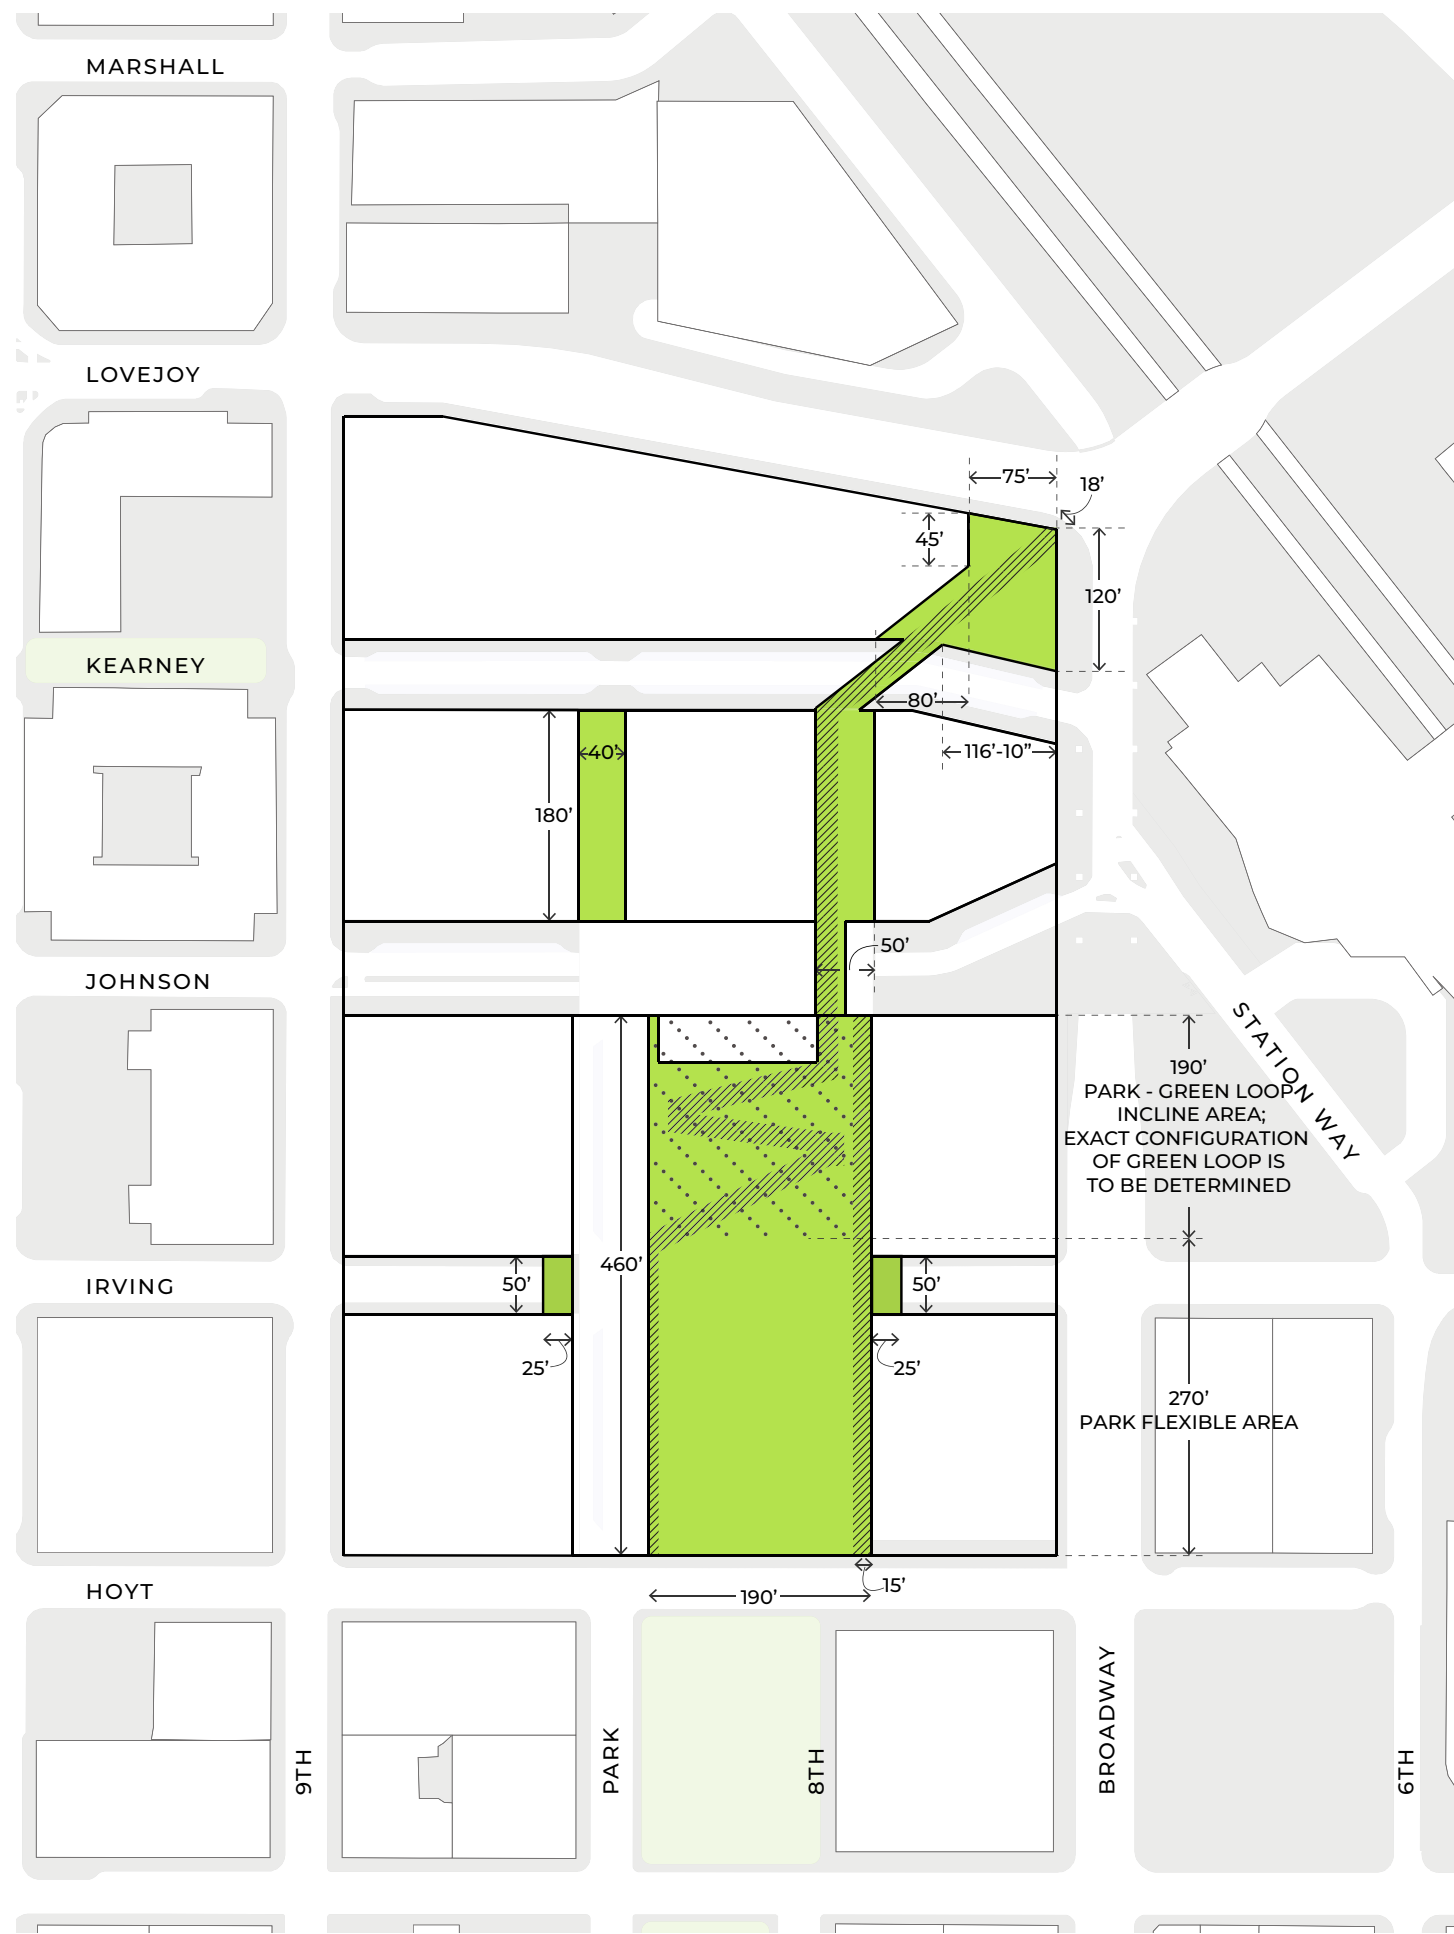 MARSHALL
LOVEJOY
75’
18’
45’
120’
KEARNEY
80’
40’
116’-10”
180’
50’
JOHNSON
STATION WAY
190’
PARK - GREEN LOOP
INCLINE AREA;
EXACT CONFIGURATION
OF GREEN LOOP IS
TO BE DETERMINED
460’
50’
50’
IRVING
25’
25’
270’
PARK FLEXIBLE AREA
HOYT
15’
190’
9TH
PARK
8TH
BROADWAY
6TH